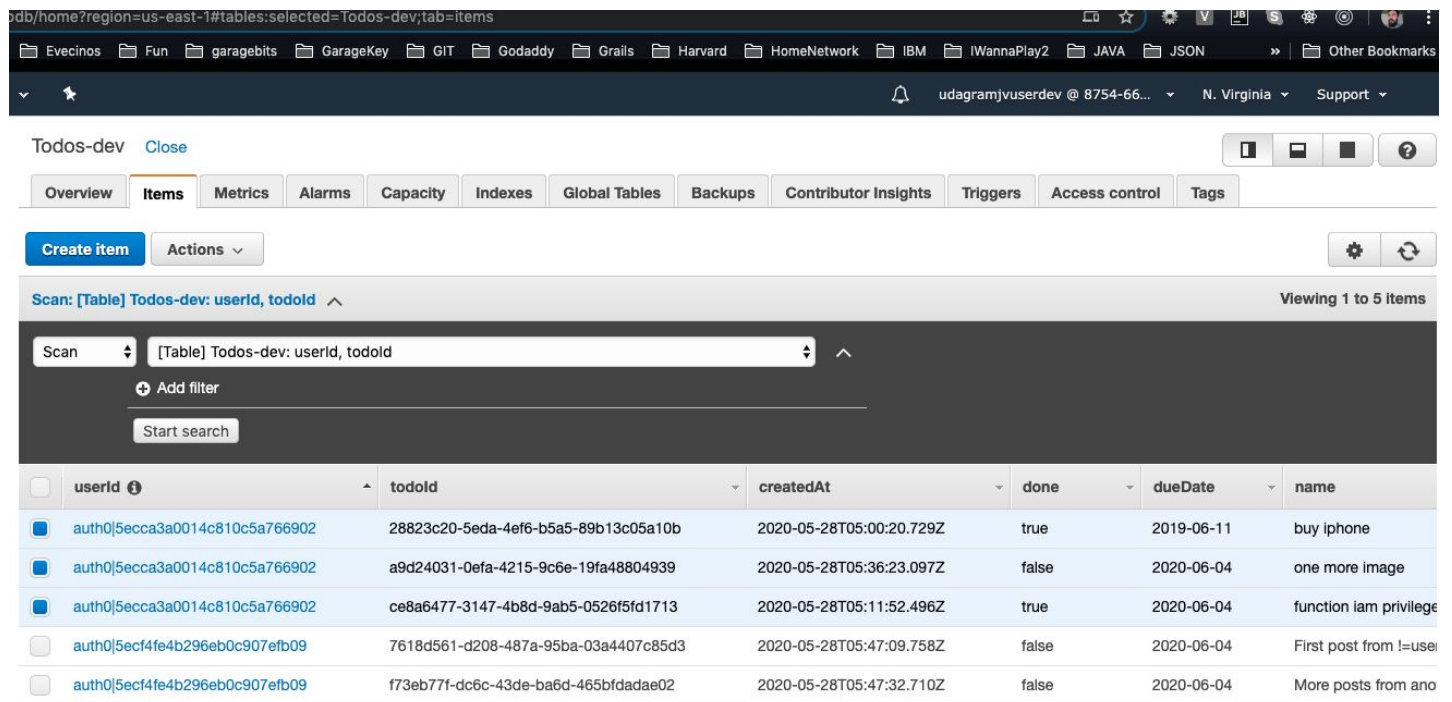 odb/home?region=us-east-1#tables:selected=Todos-dev;tab=items
Evecinos Fun garagebits GarageKey GIT Godaddy Grails Harvard HomeNetwork IBM IWannaPlay2 JAVA JSON » Other Bookmarks
udagramjvuserdev @ 8754-66... N. Virginia Support
Todos-dev Close
Overview Items Metrics Alarms Capacity Indexes Global Tables Backups Contributor Insights Triggers Access control Tags
Create item Actions
Scan: [Table] Todos-dev: userId, todoId Viewing 1 to 5 items
Scan [Table] Todos-dev: userId, todoId
Add filter
Start search
userId todoId createdAt done dueDate name
auth0|5ecca3a0014c810c5a766902 28823c20-5eda-4ef6-b5a5-89b13c05a10b 2020-05-28T05:00:20.729Z true 2019-06-11 buy iphone
auth0|5ecca3a0014c810c5a766902 a9d24031-0efa-4215-9c6e-19fa48804939 2020-05-28T05:36:23.097Z false 2020-06-04 one more image
auth0|5ecca3a0014c810c5a766902 ce8a6477-3147-4b8d-9ab5-0526f5fd1713 2020-05-28T05:11:52.496Z true 2020-06-04 function iam privilege
auth0|5ecf4fe4b296eb0c907efb09 7618d561-d208-487a-95ba-03a4407c85d3 2020-05-28T05:47:09.758Z false 2020-06-04 First post from !=use
auth0|5ecf4fe4b296eb0c907efb09 f73eb77f-dc6c-43de-ba6d-465bfdadae02 2020-05-28T05:47:32.710Z false 2020-06-04 More posts from ano